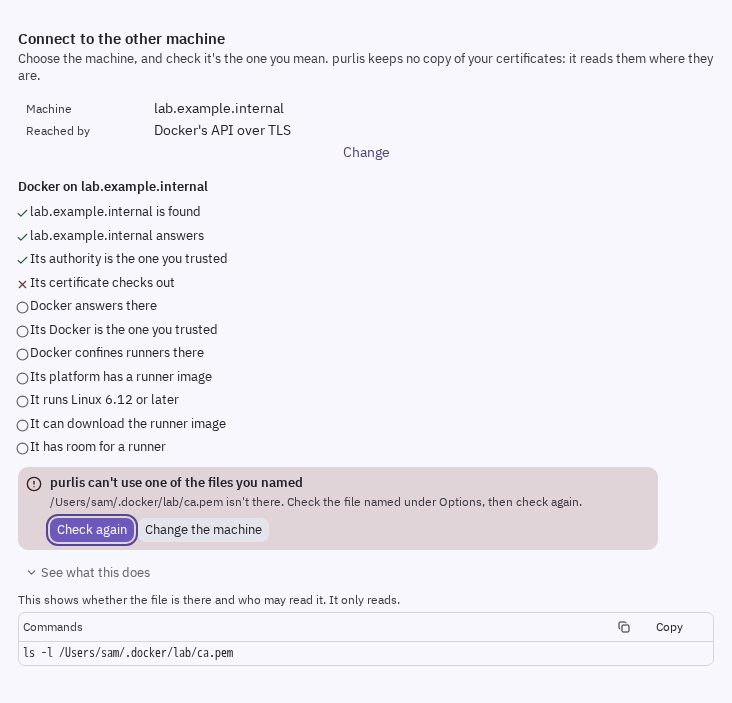 Connect to the other machine
Choose the machine, and check it's the one you mean. purlis keeps no copy of your certificates: it reads them where they
are.
Machine lab.example.internal
Reached by Docker's API over TLS
Change
Docker on lab.example.internal
lab.example.internal is found
lab.example.internal answers
Its authority is the one you trusted
Its certificate checks out
Docker answers there
Its Docker is the one you trusted
Docker confines runners there
Its platform has a runner image
It runs Linux 6.12 or later
It can download the runner image
It has room for a runner
purlis can't use one of the files you named
/Users/sam/.docker/lab/ca.pem isn't there. Check the file named under Options, then check again.
Check again Change the machine
See what this does
This shows whether the file is there and who may read it. It only reads.
Commands Copy
ls -l /Users/sam/.docker/lab/ca.pem